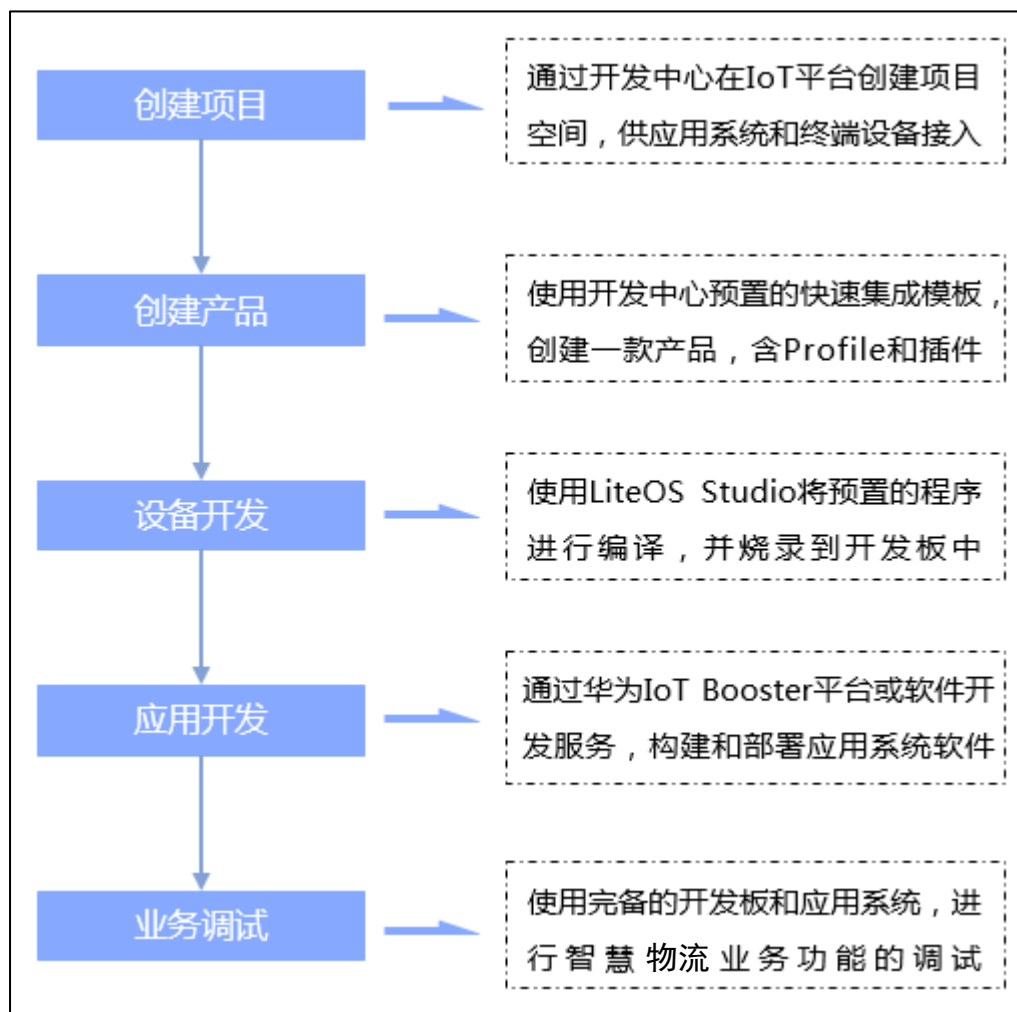 创建项目
通过开发中心在IoT平台创建项目
空间，供应用系统和终端设备接入
创建产品
使用开发中心预置的快速集成模板，
创建一款产品，含Profile和插件
设备开发
使用LiteOS Studio将预置的程序
进行编译，并烧录到开发板中
应用开发
通过华为IoT Booster平台或软件开
发服务，构建和部署应用系统软件
业务调试
使用完备的开发板和应用系统，进
行智慧物流业务功能的调试